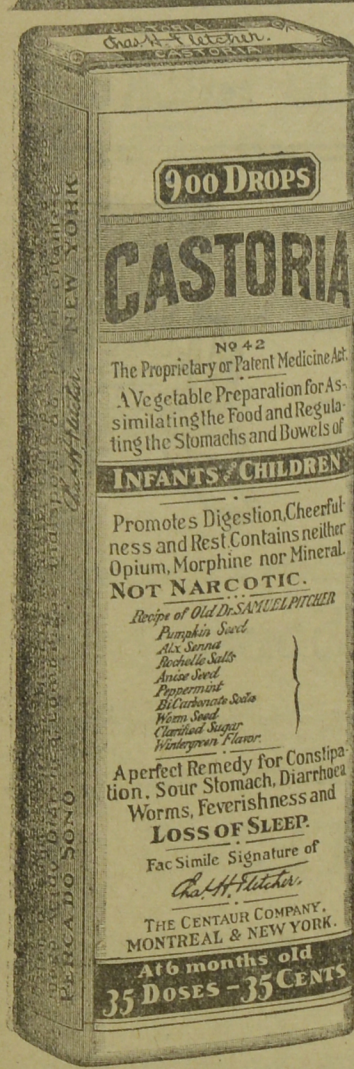 Chas H. Fletcher.
CASTORIA
900 DROPS
CASTORIA
Nº 42
The Proprietary or Patent Medicine Act.
A Vegetable Preparation for As-
similating the Food and Regula-
ting the Stomachs and Bowels of
INFANTS & CHILDREN
Promotes Digestion, Cheerful-
ness and Rest. Contains neither
Opium, Morphine nor Mineral.
NOT NARCOTIC.
Recipe of Old Dr. SAMUEL PITCHER
Pumpkin Seed
Alx Senna
Rochelle Salts
Anise Seed
Peppermint
Bi Carbonate Soda
Worm Seed
Clarified Sugar
Wintergreen Flavor.
A perfect Remedy for Constipa-
tion. Sour Stomach, Diarrhoea
Worms, Feverishness and
LOSS OF SLEEP.
Fac Simile Signature of
Chas H. Fletcher.
THE CENTAUR COMPANY,
MONTREAL & NEW YORK.
At 6 months old
35 DOSES - 35 CENTS
NEW YORK
Chas H Fletcher.